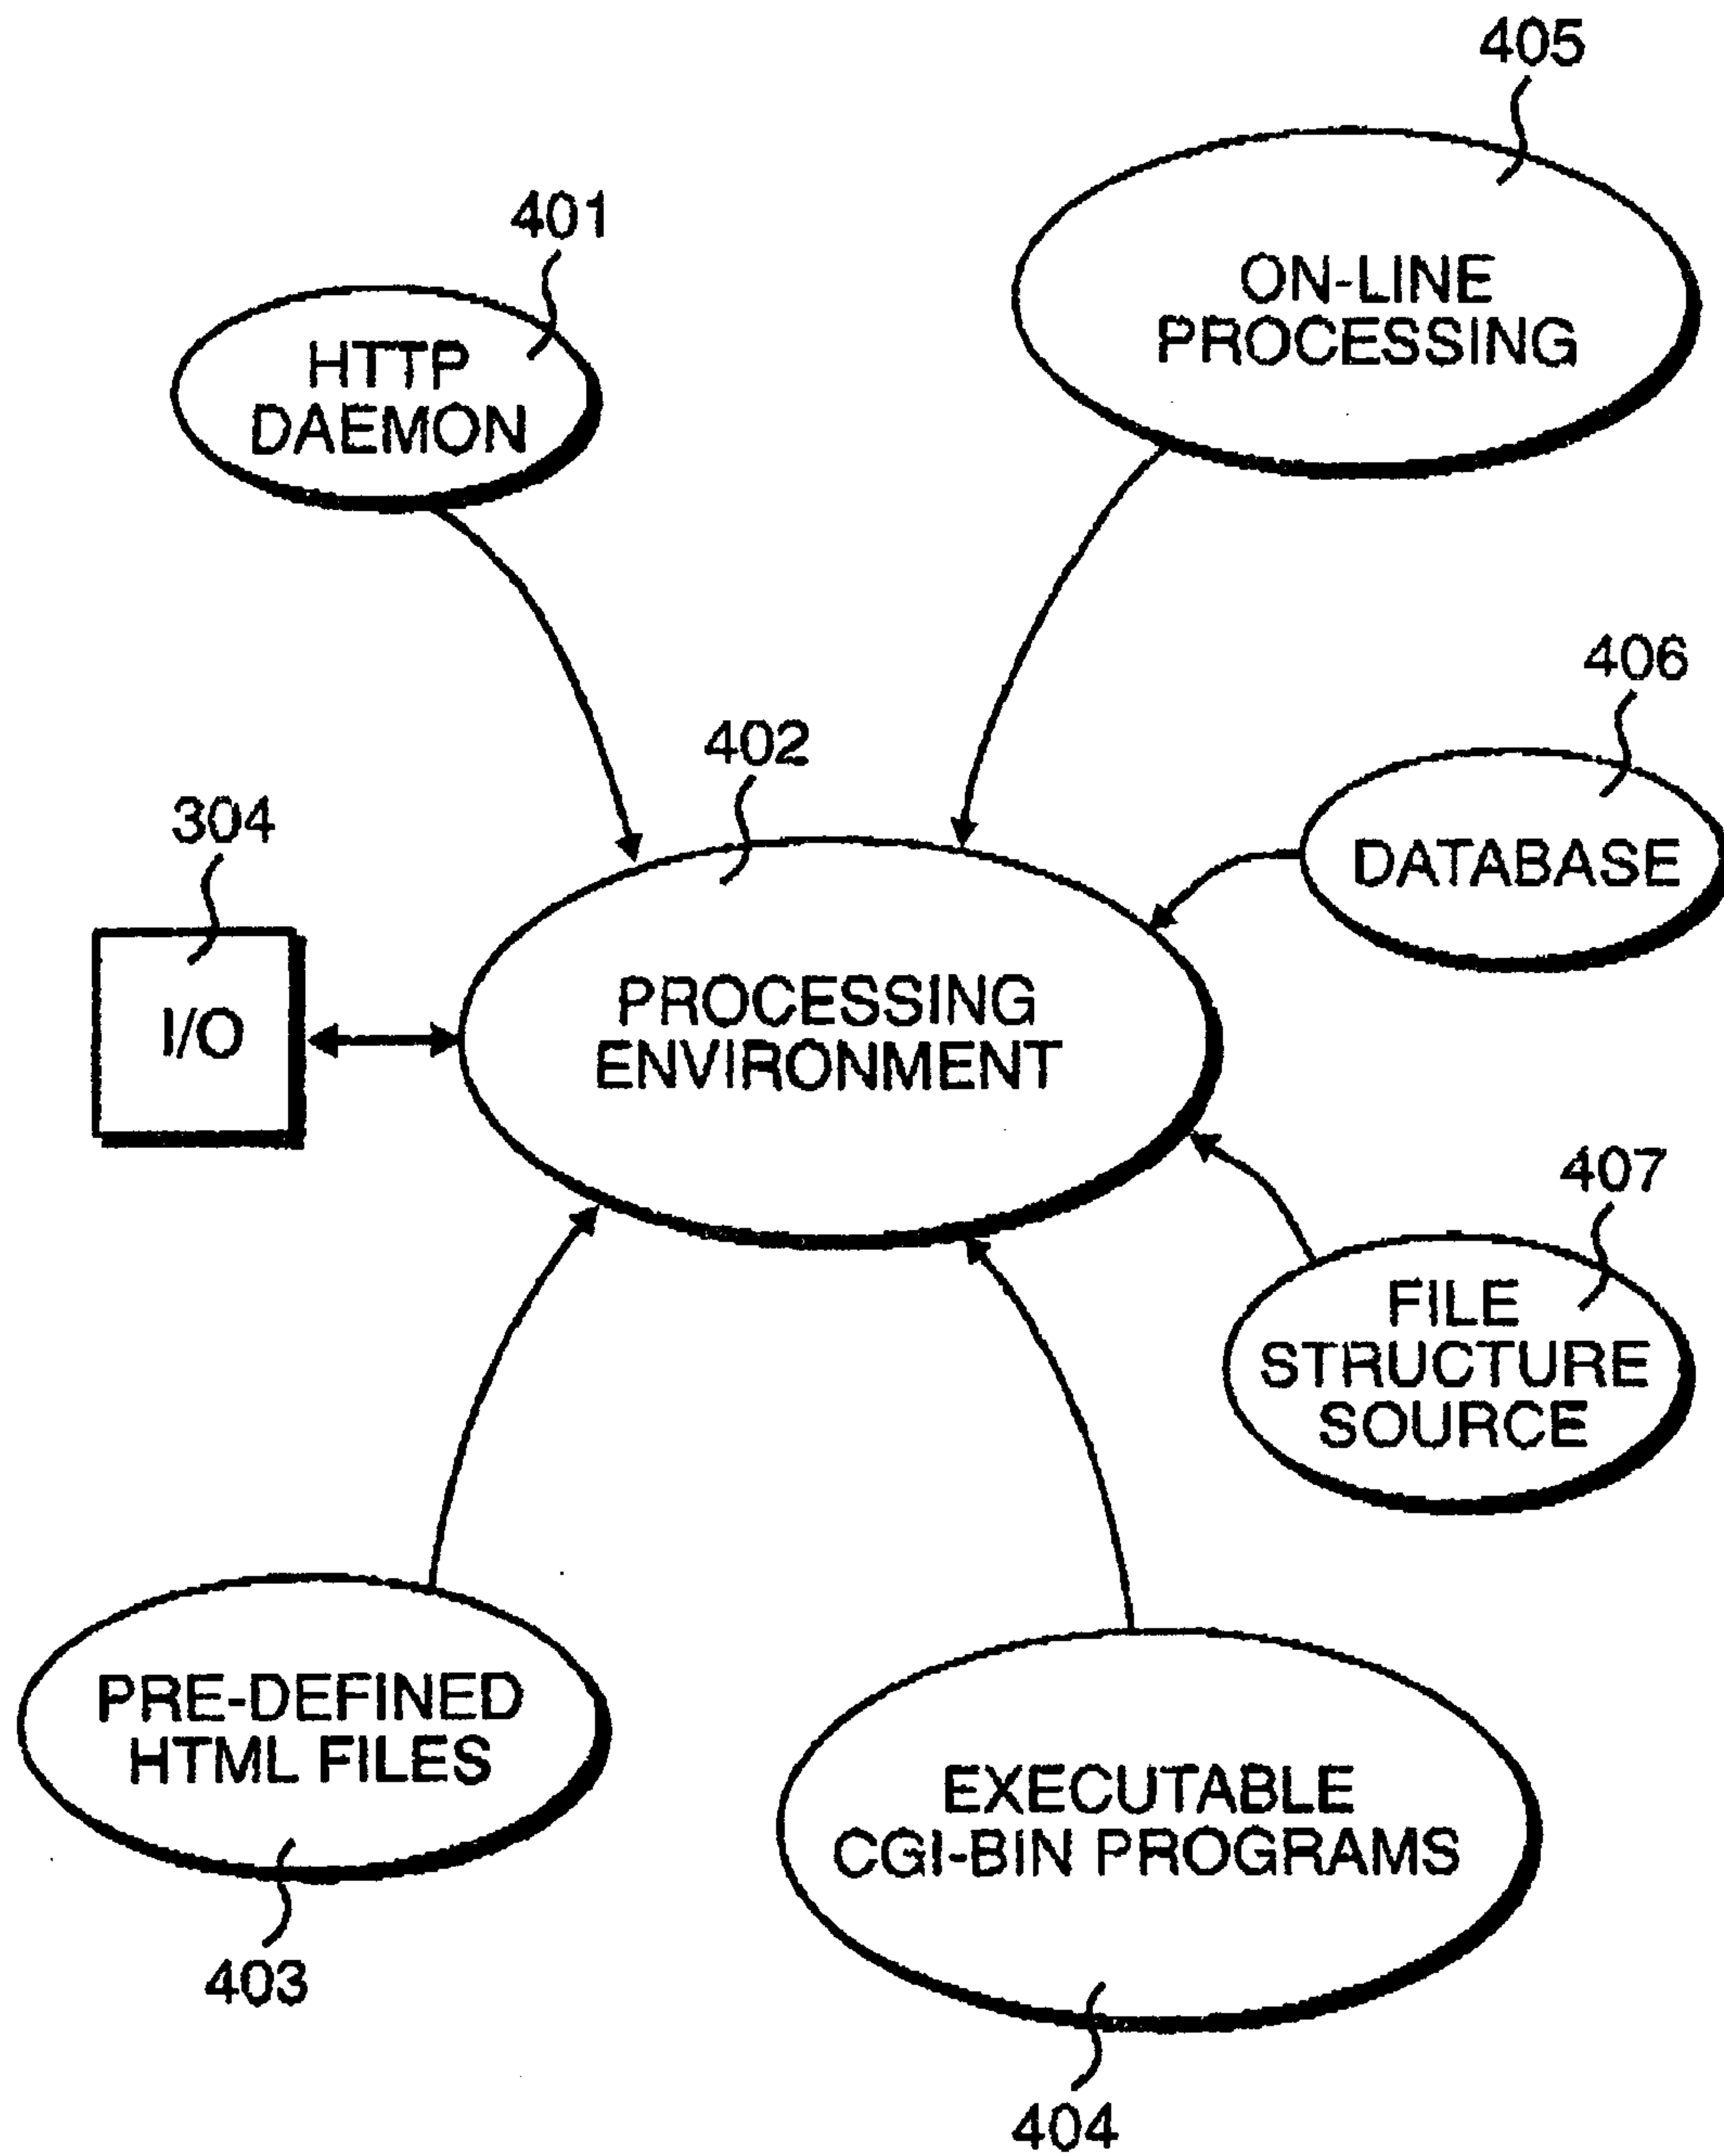 405
401
ON-LINE
PROCESSING
HTTP
DAEMON
406
402
304
DATABASE
I/O
PROCESSING
ENVIRONMENT
407
FILE
STRUCTURE
SOURCE
PRE-DEFINED
HTML FILES
EXECUTABLE
CGI-BIN PROGRAMS
403
404